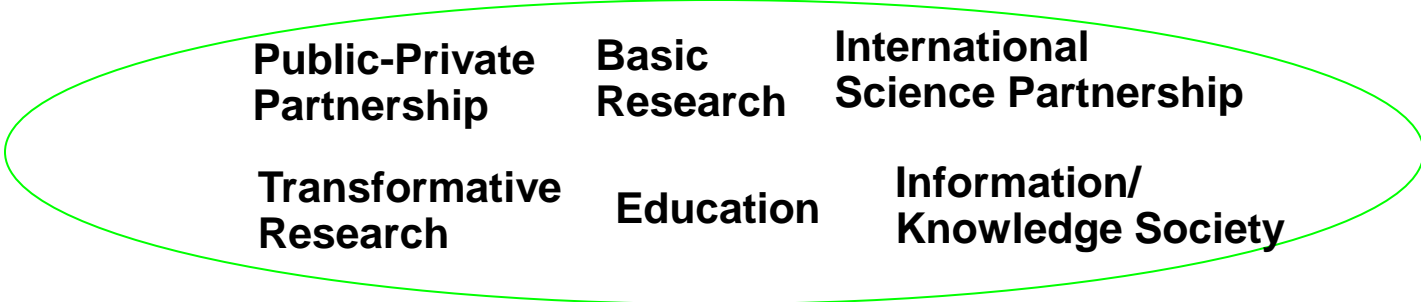 Public-Private
Partnership
Basic
Research
International
Science Partnership
Transformative
Research
Education
Information/
Knowledge Society